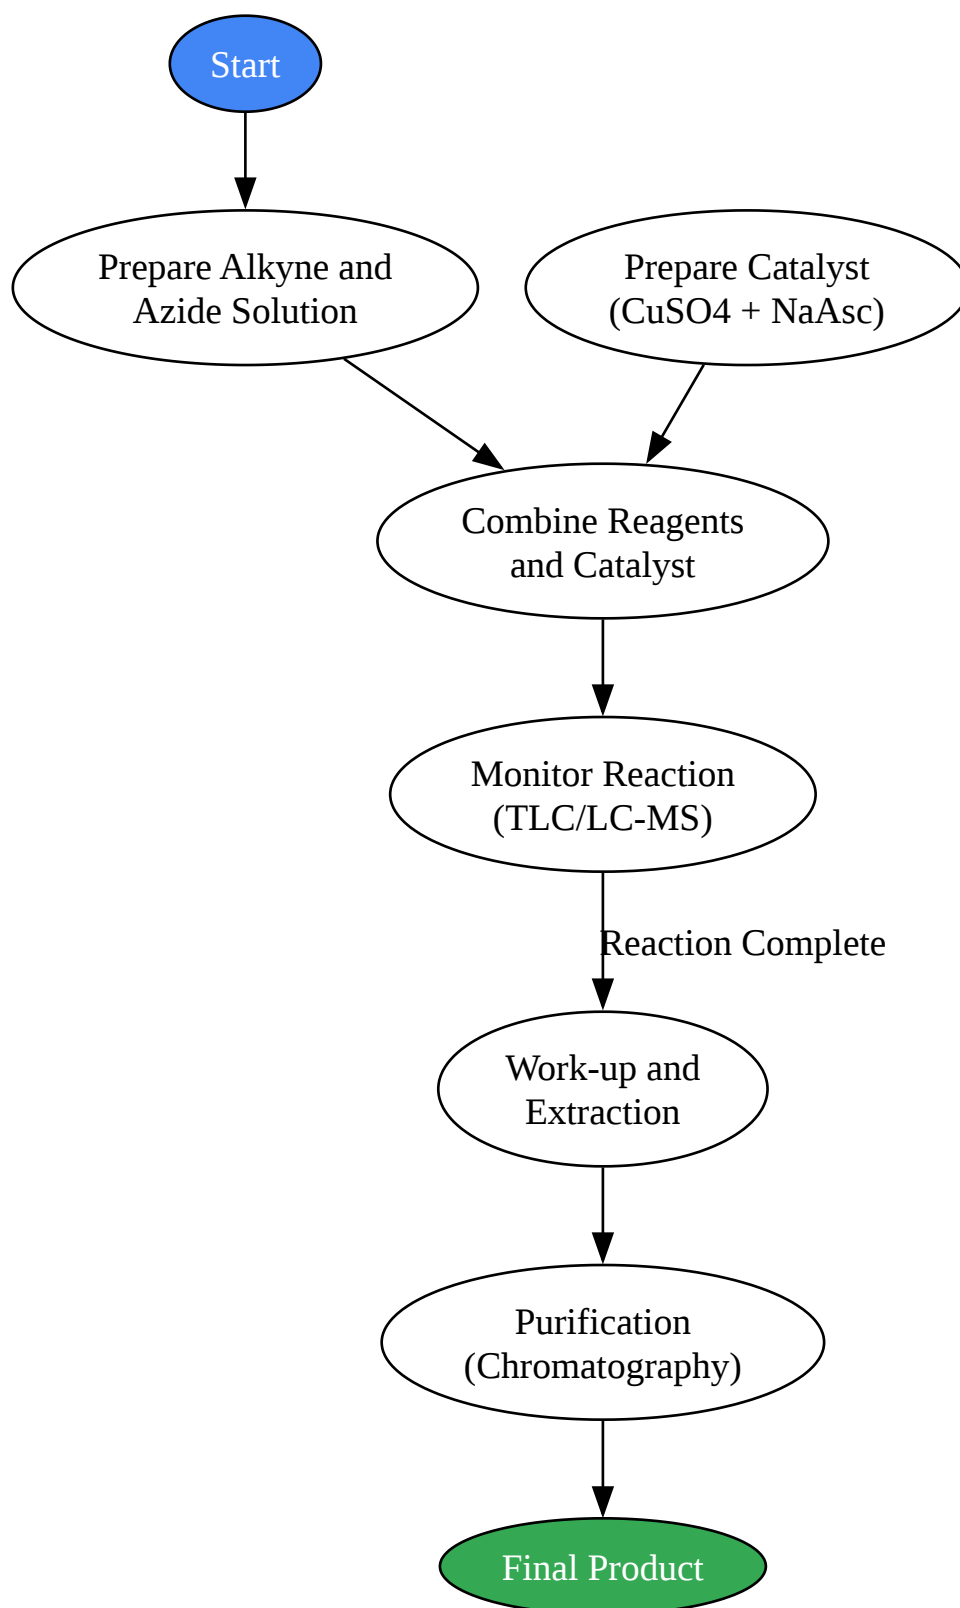 Start
Prepare Alkyne and
Azide Solution
Prepare Catalyst
(CuSO4 + NaAsc)
Combine Reagents
and Catalyst
Monitor Reaction
(TLC/LC-MS)
Reaction Complete
Work-up and
Extraction
Purification
(Chromatography)
Final Product